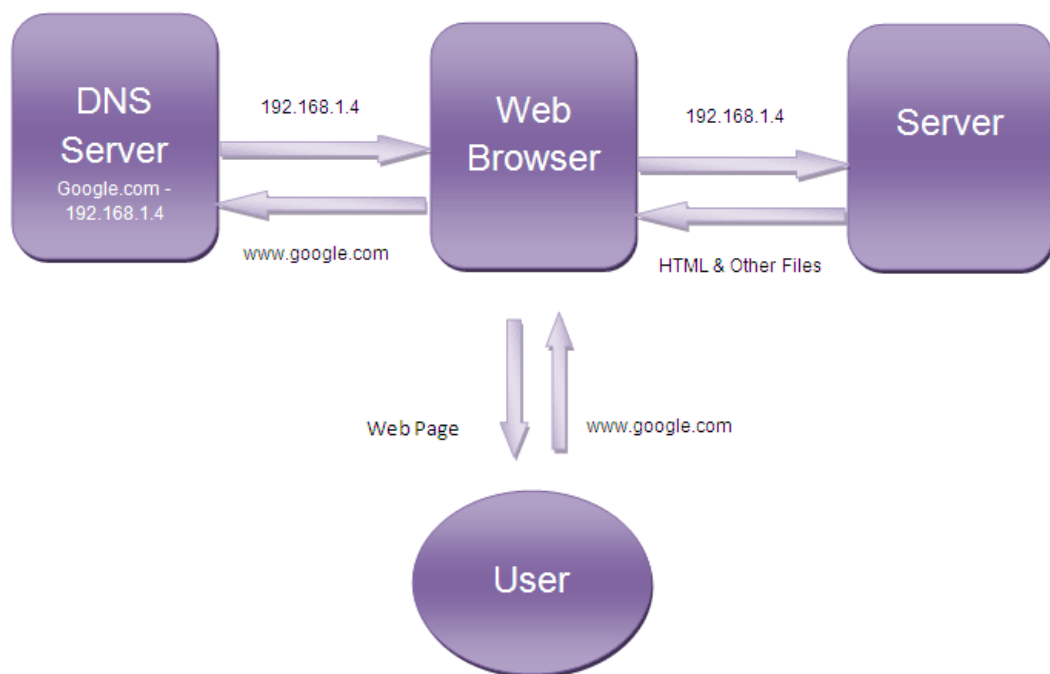 DNS
Server
Google.com -
192.168.1.4
192.168.1.4
www.google.com
Web
Browser
192.168.1.4
HTML & Other Files
Server
Web Page
www.google.com
User